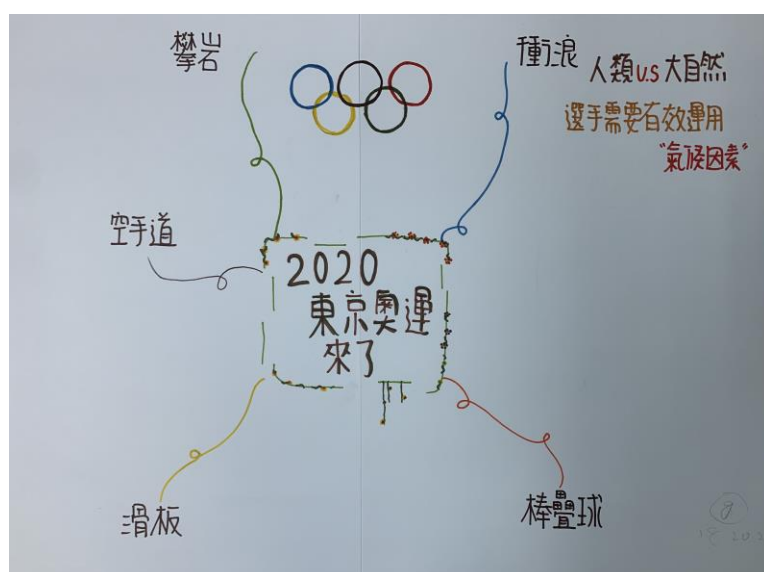 攀岩
衝浪
人類v.s大自然
選手需要有效運用
"氣候因素"
空手道
2020
東京奧運
來了
滑板
棒壘球